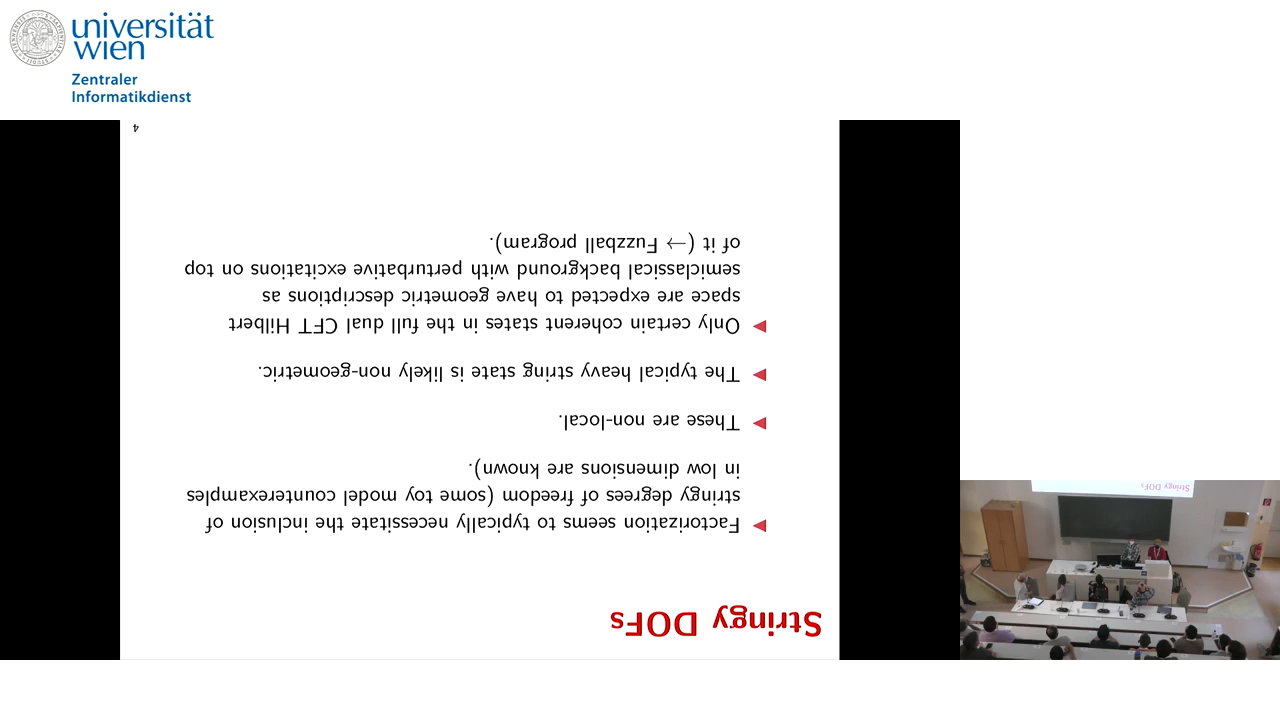 universität
wien
Zentraler
Informatikdienst
Stringy DOFs
Factorization seems to typically necessitate the inclusion of
stringy degrees of freedom (some toy model counterexamples
in low dimensions are known).
These are non-local.
The typical heavy string state is likely non-geometric.
Only certain coherent states in the full dual CFT Hilbert
space are expected to have geometric descriptions as
semiclassical background with perturbative excitations on top
of it (→ Fuzzball program).
4
Stringy DOFs